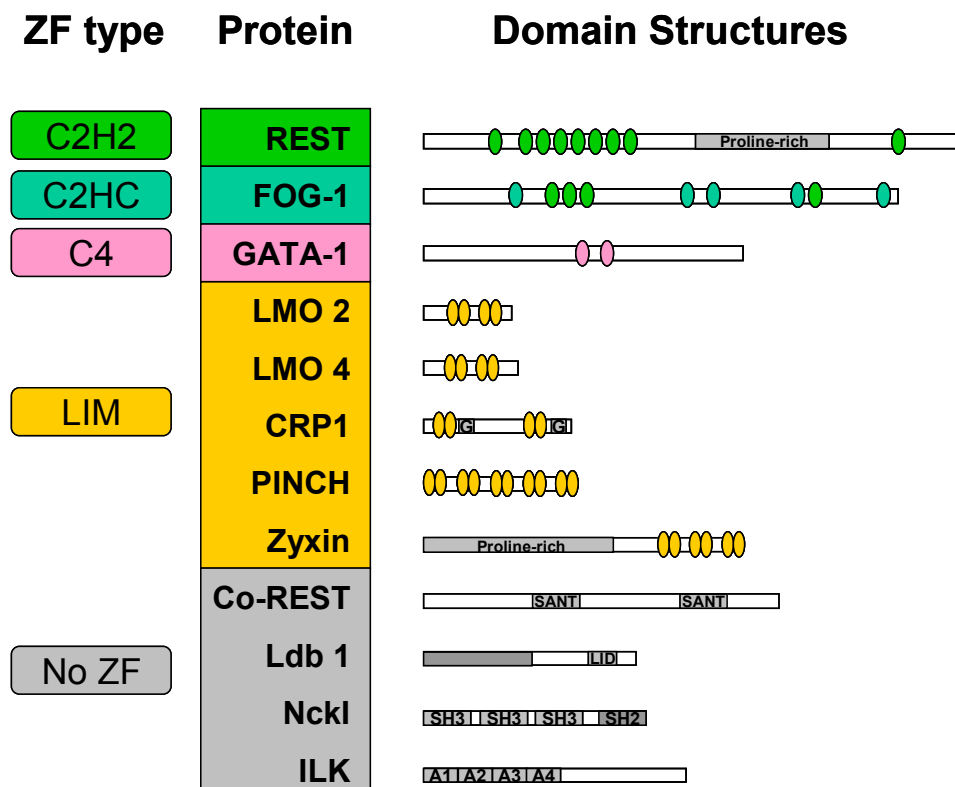 ZF type Protein Domain Structures
C2H2 REST Proline-rich
C2HC FOG-1
C4 GATA-1
LMO 2
LMO 4
LIM
CRP1 G G
PINCH
Zyxin Proline-rich
Co-REST SANT SANT
No ZF Ldb 1 LID
NckI SH3 SH3 SH3 SH2
ILK A1 A2 A3 A4